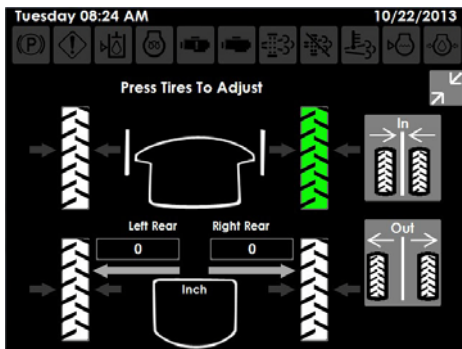 Tuesday 08:24 AM 10/22/2013
(P)
Press Tires To Adjust
In
Left Rear Right Rear
0 0
Out
Inch